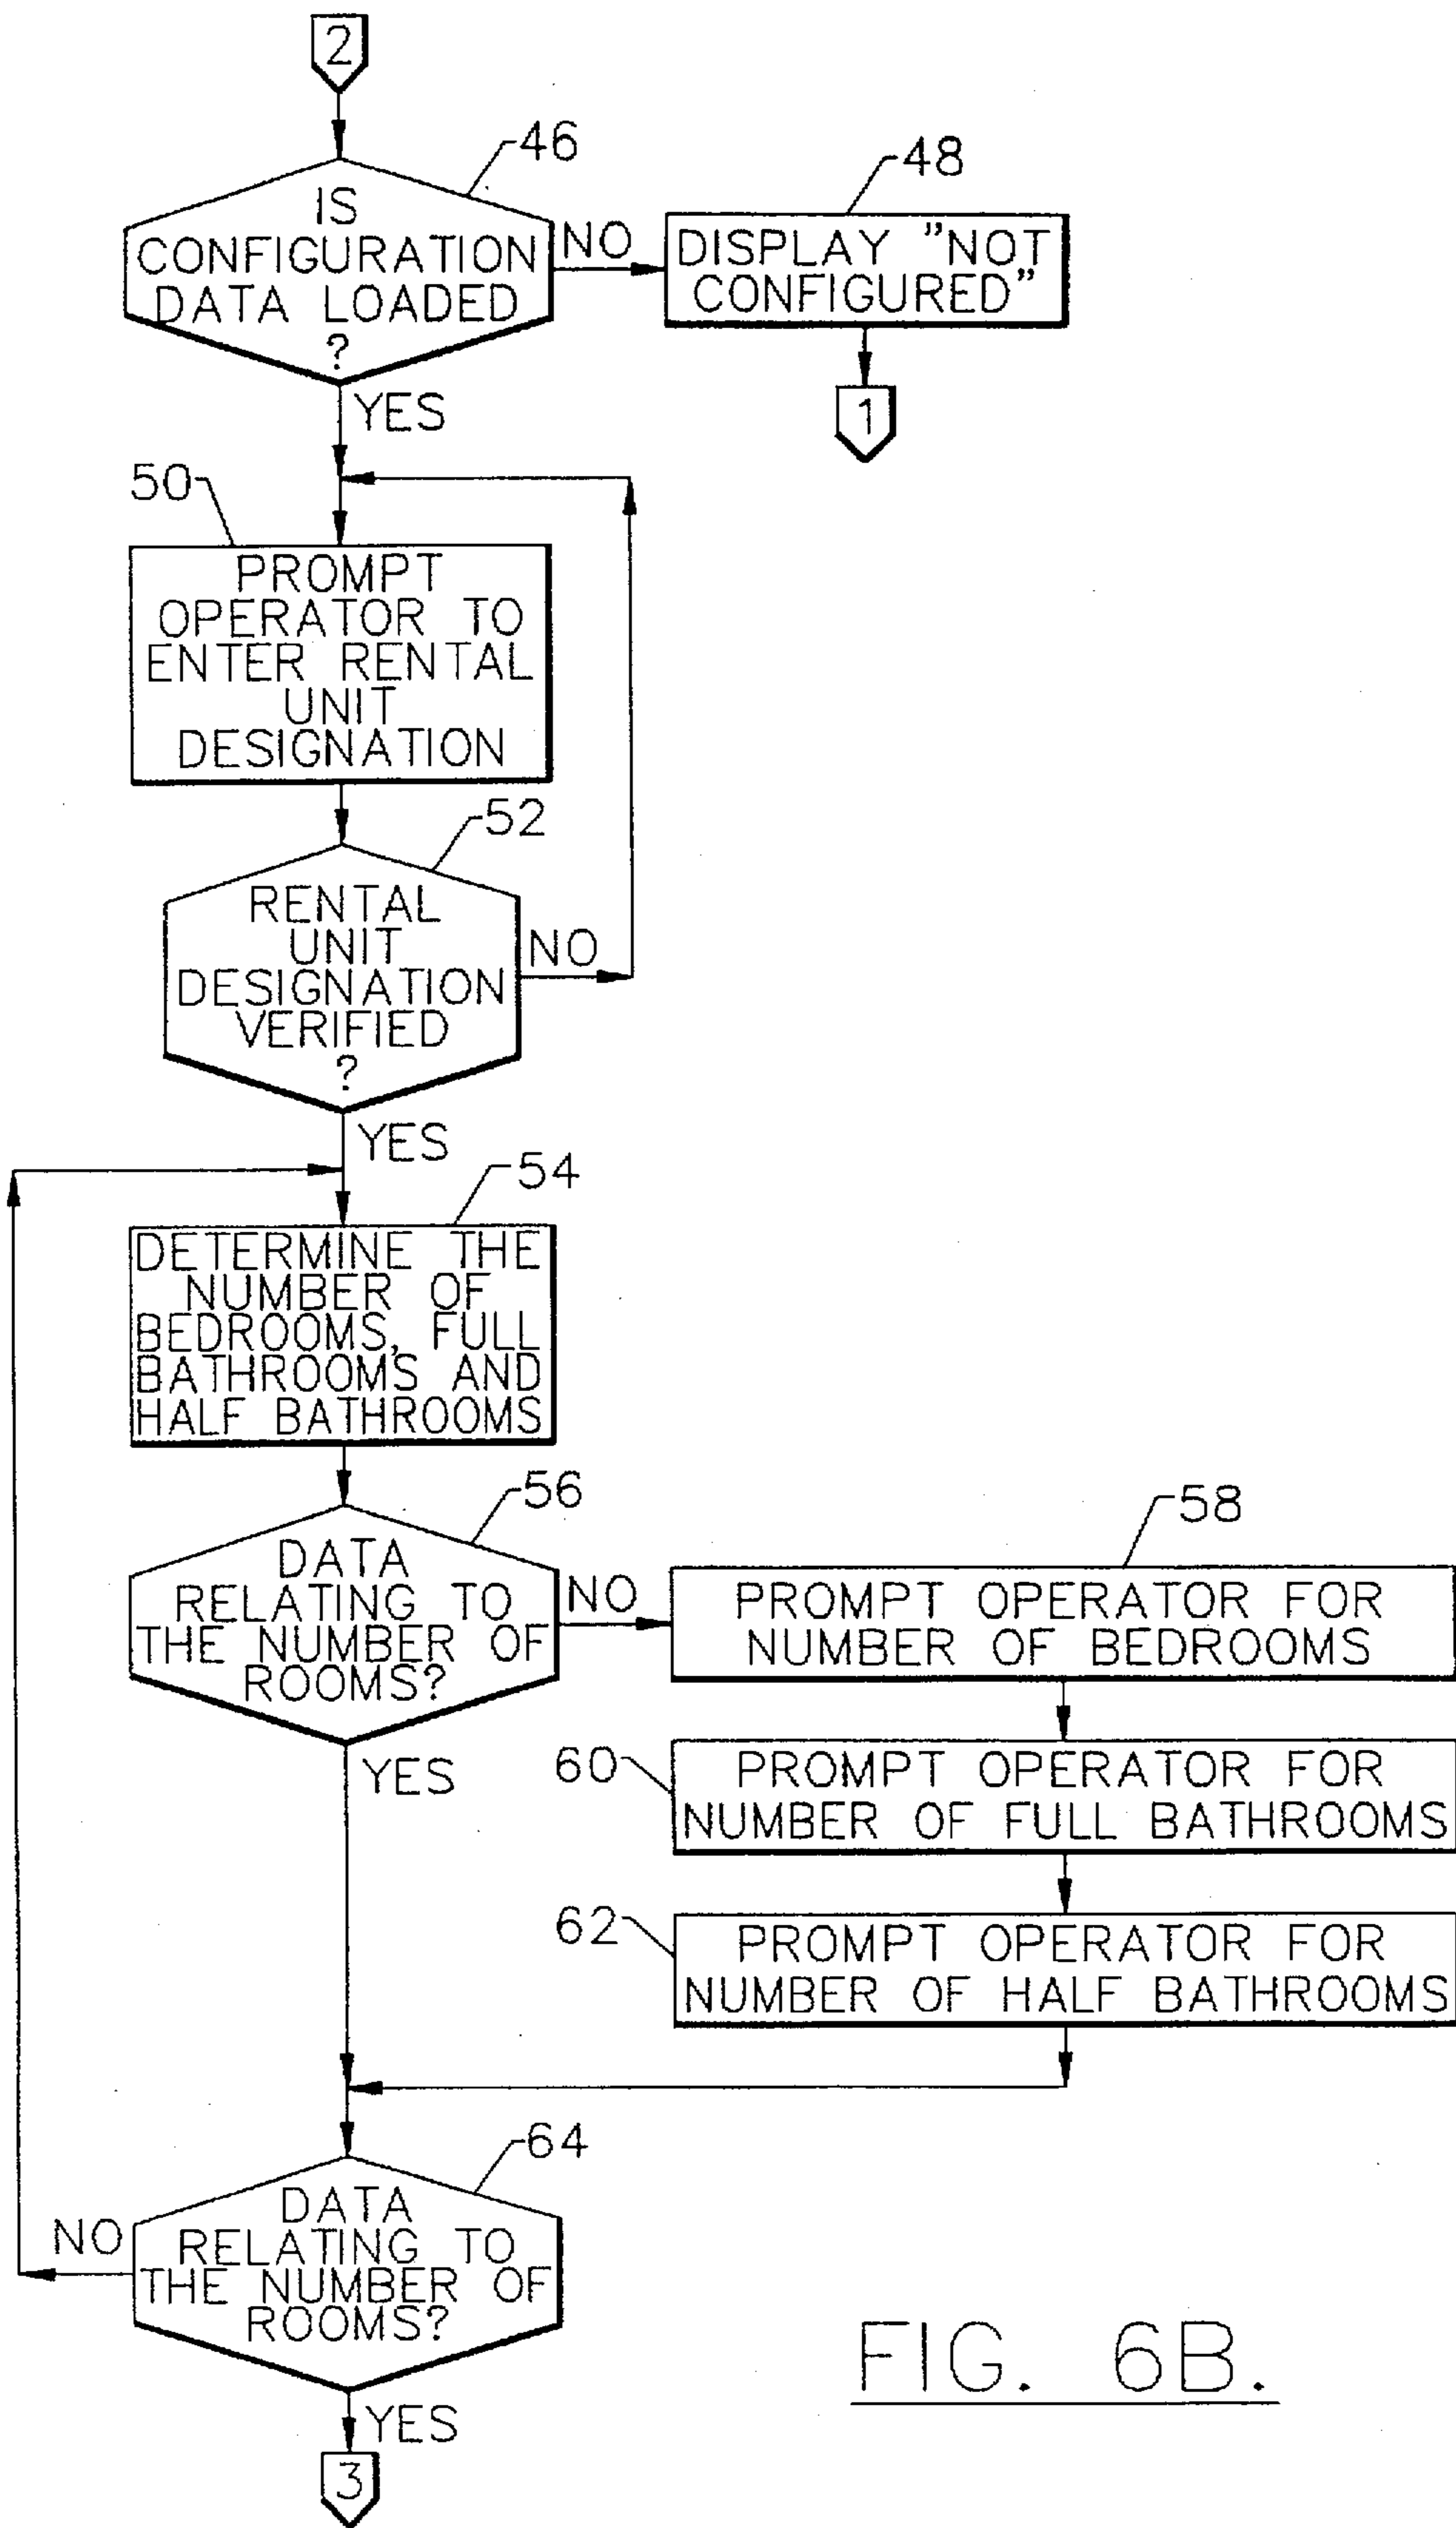 2
46
IS
CONFIGURATION
DATA LOADED
?
NO
48
DISPLAY "NOT
CONFIGURED"
1
YES
50
PROMPT
OPERATOR TO
ENTER RENTAL
UNIT
DESIGNATION
52
RENTAL
UNIT
DESIGNATION
VERIFIED
?
NO
YES
54
DETERMINE THE
NUMBER OF
BEDROOMS, FULL
BATHROOMS AND
HALF BATHROOMS
56
DATA
RELATING TO
THE NUMBER OF
ROOMS?
NO
58
PROMPT OPERATOR FOR
NUMBER OF BEDROOMS
YES
60
PROMPT OPERATOR FOR
NUMBER OF FULL BATHROOMS
62
PROMPT OPERATOR FOR
NUMBER OF HALF BATHROOMS
64
DATA
RELATING TO
THE NUMBER OF
ROOMS?
NO
YES
3
FIG. 6B.